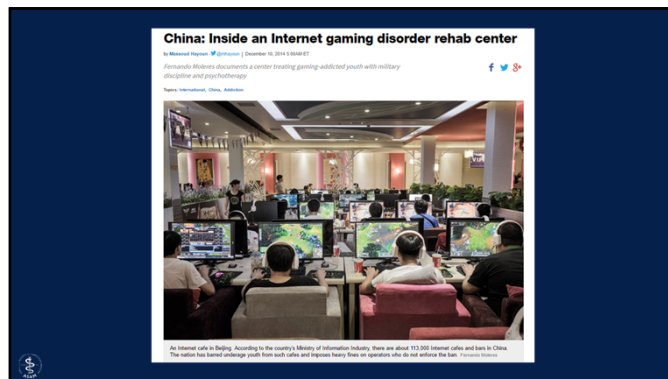 China: Inside an Internet gaming disorder rehab center
by Massoud Hayoun @mhayoun | December 10, 2014 5:00AM ET
Fernando Moleres documents a center treating gaming-addicted youth with military
discipline and psychotherapy
Topics: International, China, Addiction
VIP
An Internet cafe in Beijing. According to the country's Ministry of Information Industry, there are about 113,000 Internet cafes and bars in China.
The nation has barred underage youth from such cafes and imposes heavy fines on operators who do not enforce the ban. Fernando Moleres
ASAM